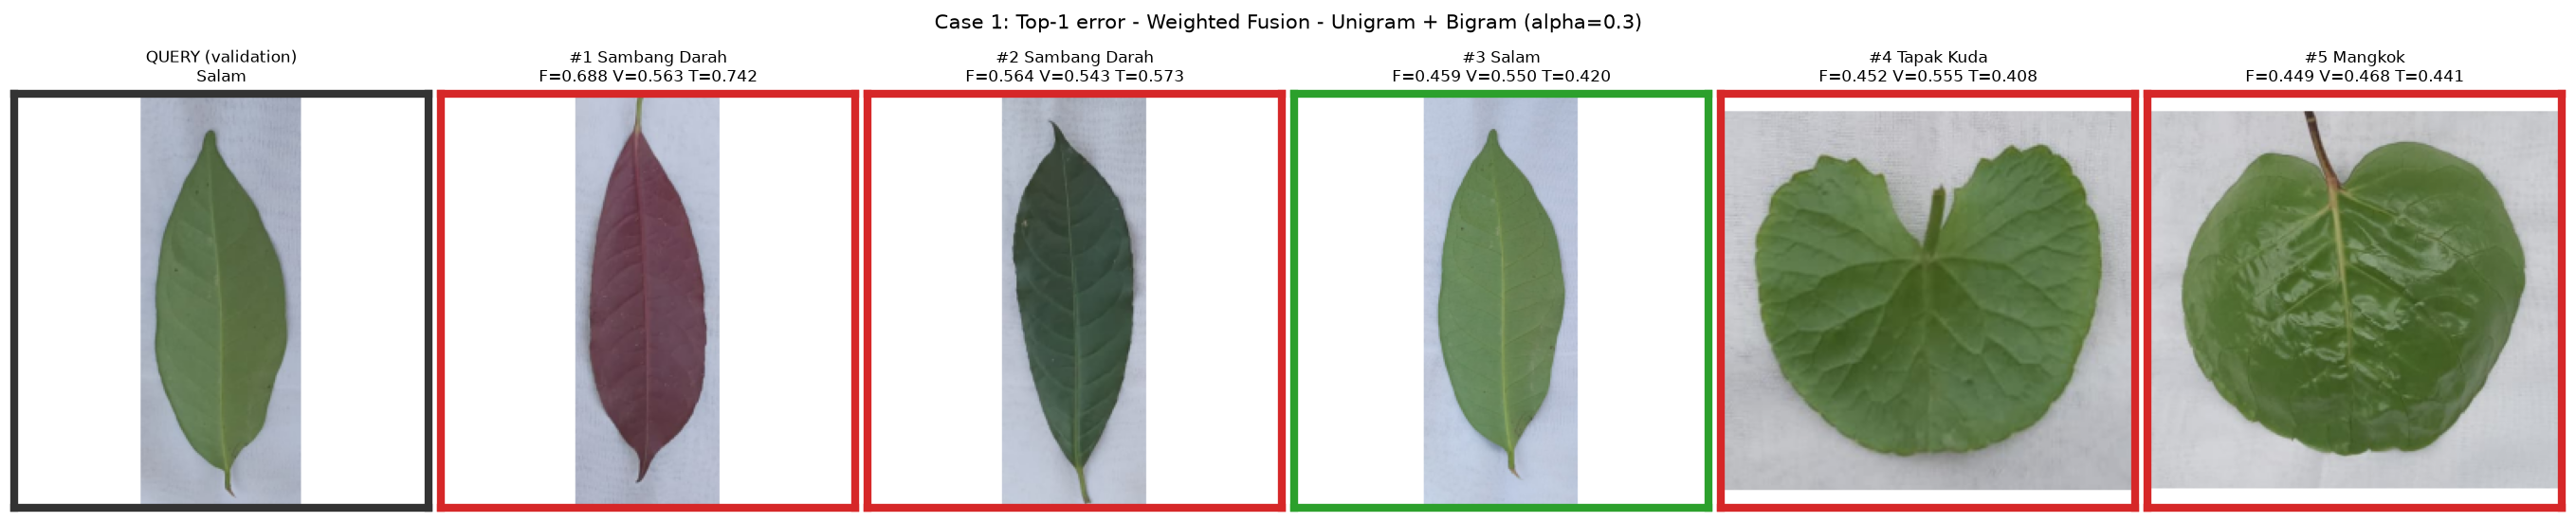 Case 1: Top-1 error - Weighted Fusion - Unigram + Bigram (alpha=0.3)
QUERY (validation)
Salam
#1 Sambang Darah
F=0.688 V=0.563 T=0.742
#2 Sambang Darah
F=0.564 V=0.543 T=0.573
#3 Salam
F=0.459 V=0.550 T=0.420
#4 Tapak Kuda
F=0.452 V=0.555 T=0.408
#5 Mangkok
F=0.449 V=0.468 T=0.441